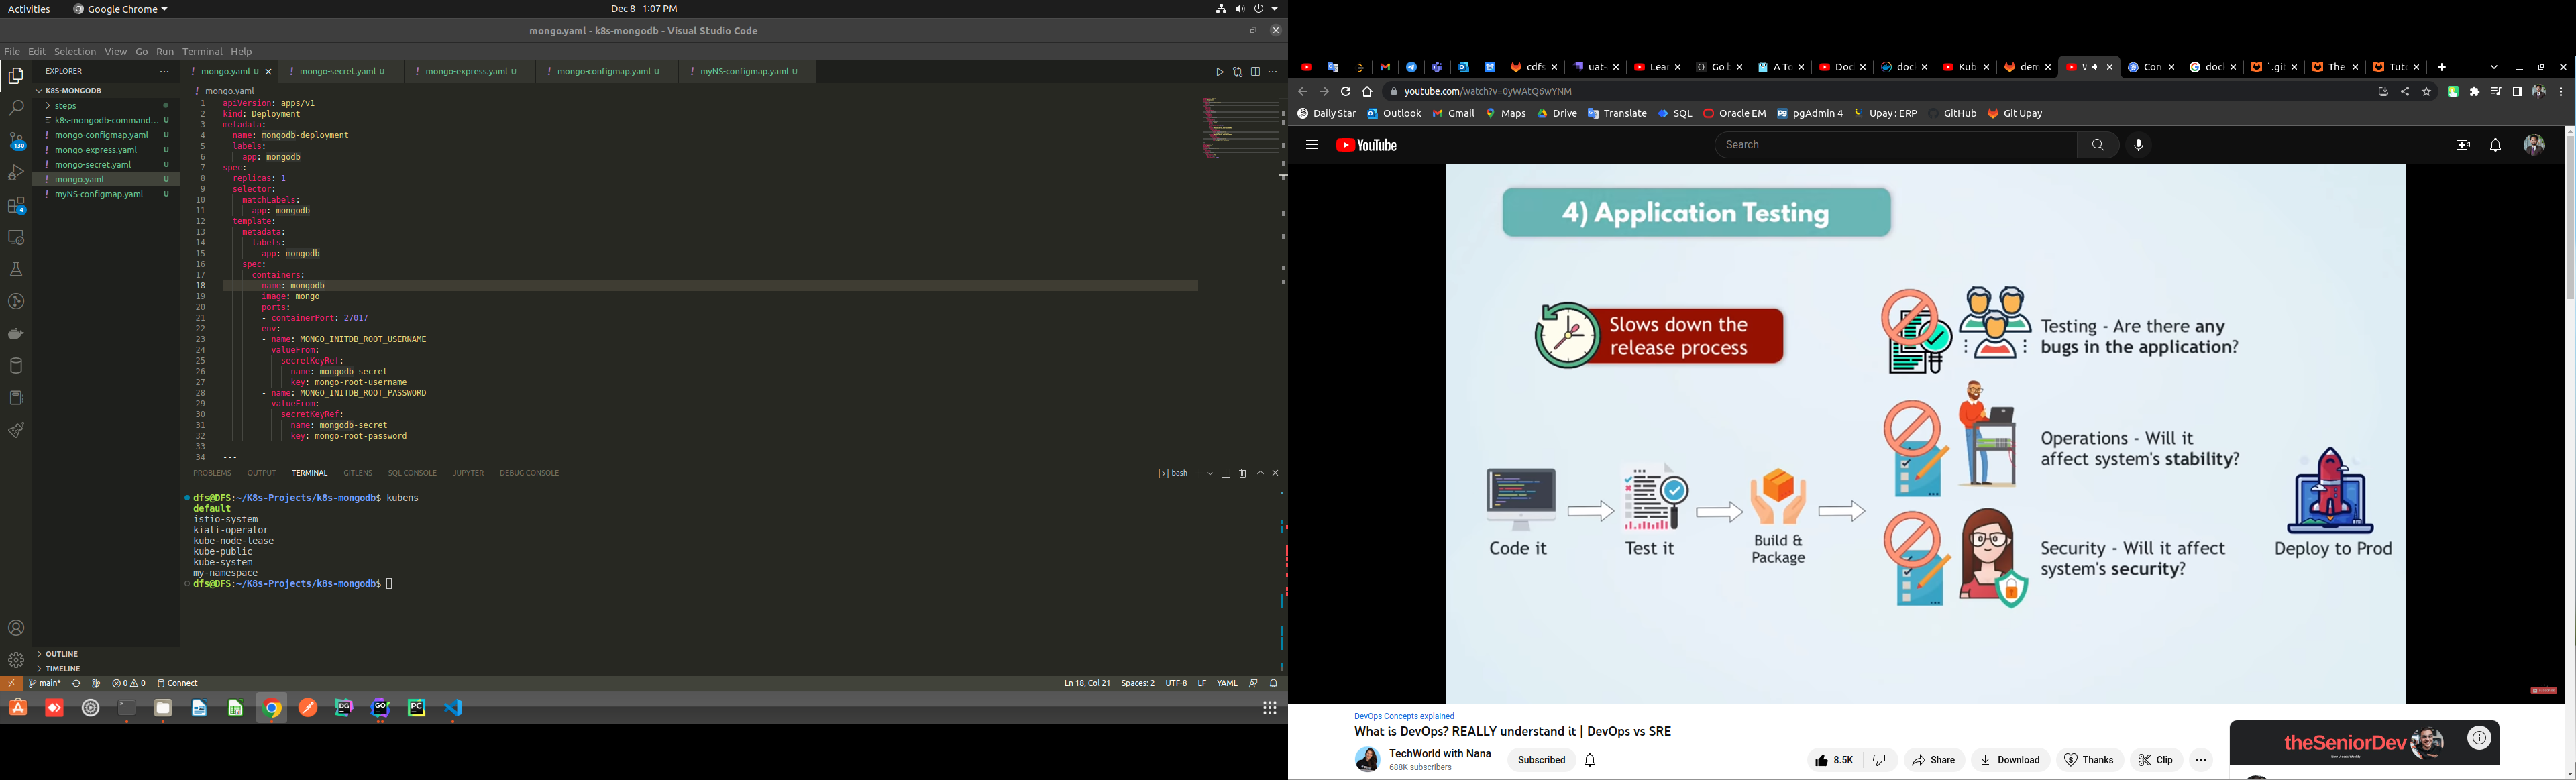 Activities
Google Chrome
Dec 8 1:07 PM
mongo.yaml - k8s-mongodb - Visual Studio Code
File Edit Selection View Go Run Terminal Help
EXPLORER
K8S-MONGODB
steps
k8s-mongodb-command... U
mongo-configmap.yaml U
mongo-express.yaml U
mongo-secret.yaml U
mongo.yaml U
myNS-configmap.yaml U
OUTLINE
TIMELINE
130
4
mongo.yaml U
mongo-secret.yaml U
mongo-express.yaml U
mongo-configmap.yaml U
myNS-configmap.yaml U
mongo.yaml
1 apiVersion: apps/v1
2 kind: Deployment
3 metadata:
4 name: mongodb-deployment
5 labels:
6 app: mongodb
7 spec:
8 replicas: 1
9 selector:
10 matchLabels:
11 app: mongodb
12 template:
13 metadata:
14 labels:
15 app: mongodb
16 spec:
17 containers:
18 - name: mongodb
19 image: mongo
20 ports:
21 - containerPort: 27017
22 env:
23 - name: MONGO_INITDB_ROOT_USERNAME
24 valueFrom:
25 secretKeyRef:
26 name: mongodb-secret
27 key: mongo-root-username
28 - name: MONGO_INITDB_ROOT_PASSWORD
29 valueFrom:
30 secretKeyRef:
31 name: mongodb-secret
32 key: mongo-root-password
33
34 ---
PROBLEMS OUTPUT TERMINAL GITLENS SQL CONSOLE JUPYTER DEBUG CONSOLE
bash
dfs@DFS:~/K8s-Projects/k8s-mongodb$ kubens
default
istio-system
kiali-operator
kube-node-lease
kube-public
kube-system
my-namespace
dfs@DFS:~/K8s-Projects/k8s-mongodb$
main*
0 0
Connect
Ln 18, Col 21 Spaces: 2 UTF-8 LF YAML
DG
GO
PC
cdfs
uat-
Lear
Go b
A To
Doc
doc
Kub
dem
Con
doc
`.git
The
Tuto
youtube.com/watch?v=0yWAtQ6wYNM
Daily Star Outlook Gmail Maps Drive Translate SQL Oracle EM pgAdmin 4 Upay : ERP GitHub Git Upay
YouTube
Search
4) Application Testing
Slows down the
release process
Testing - Are there any
bugs in the application?
Operations - Will it
affect system's stability?
Security - Will it affect
system's security?
Code it
Test it
Build &
Package
Deploy to Prod
DevOps Concepts explained
What is DevOps? REALLY understand it | DevOps vs SRE
TechWorld with Nana
688K subscribers
Subscribed
8.5K
Share
Download
Thanks
Clip
theSeniorDev